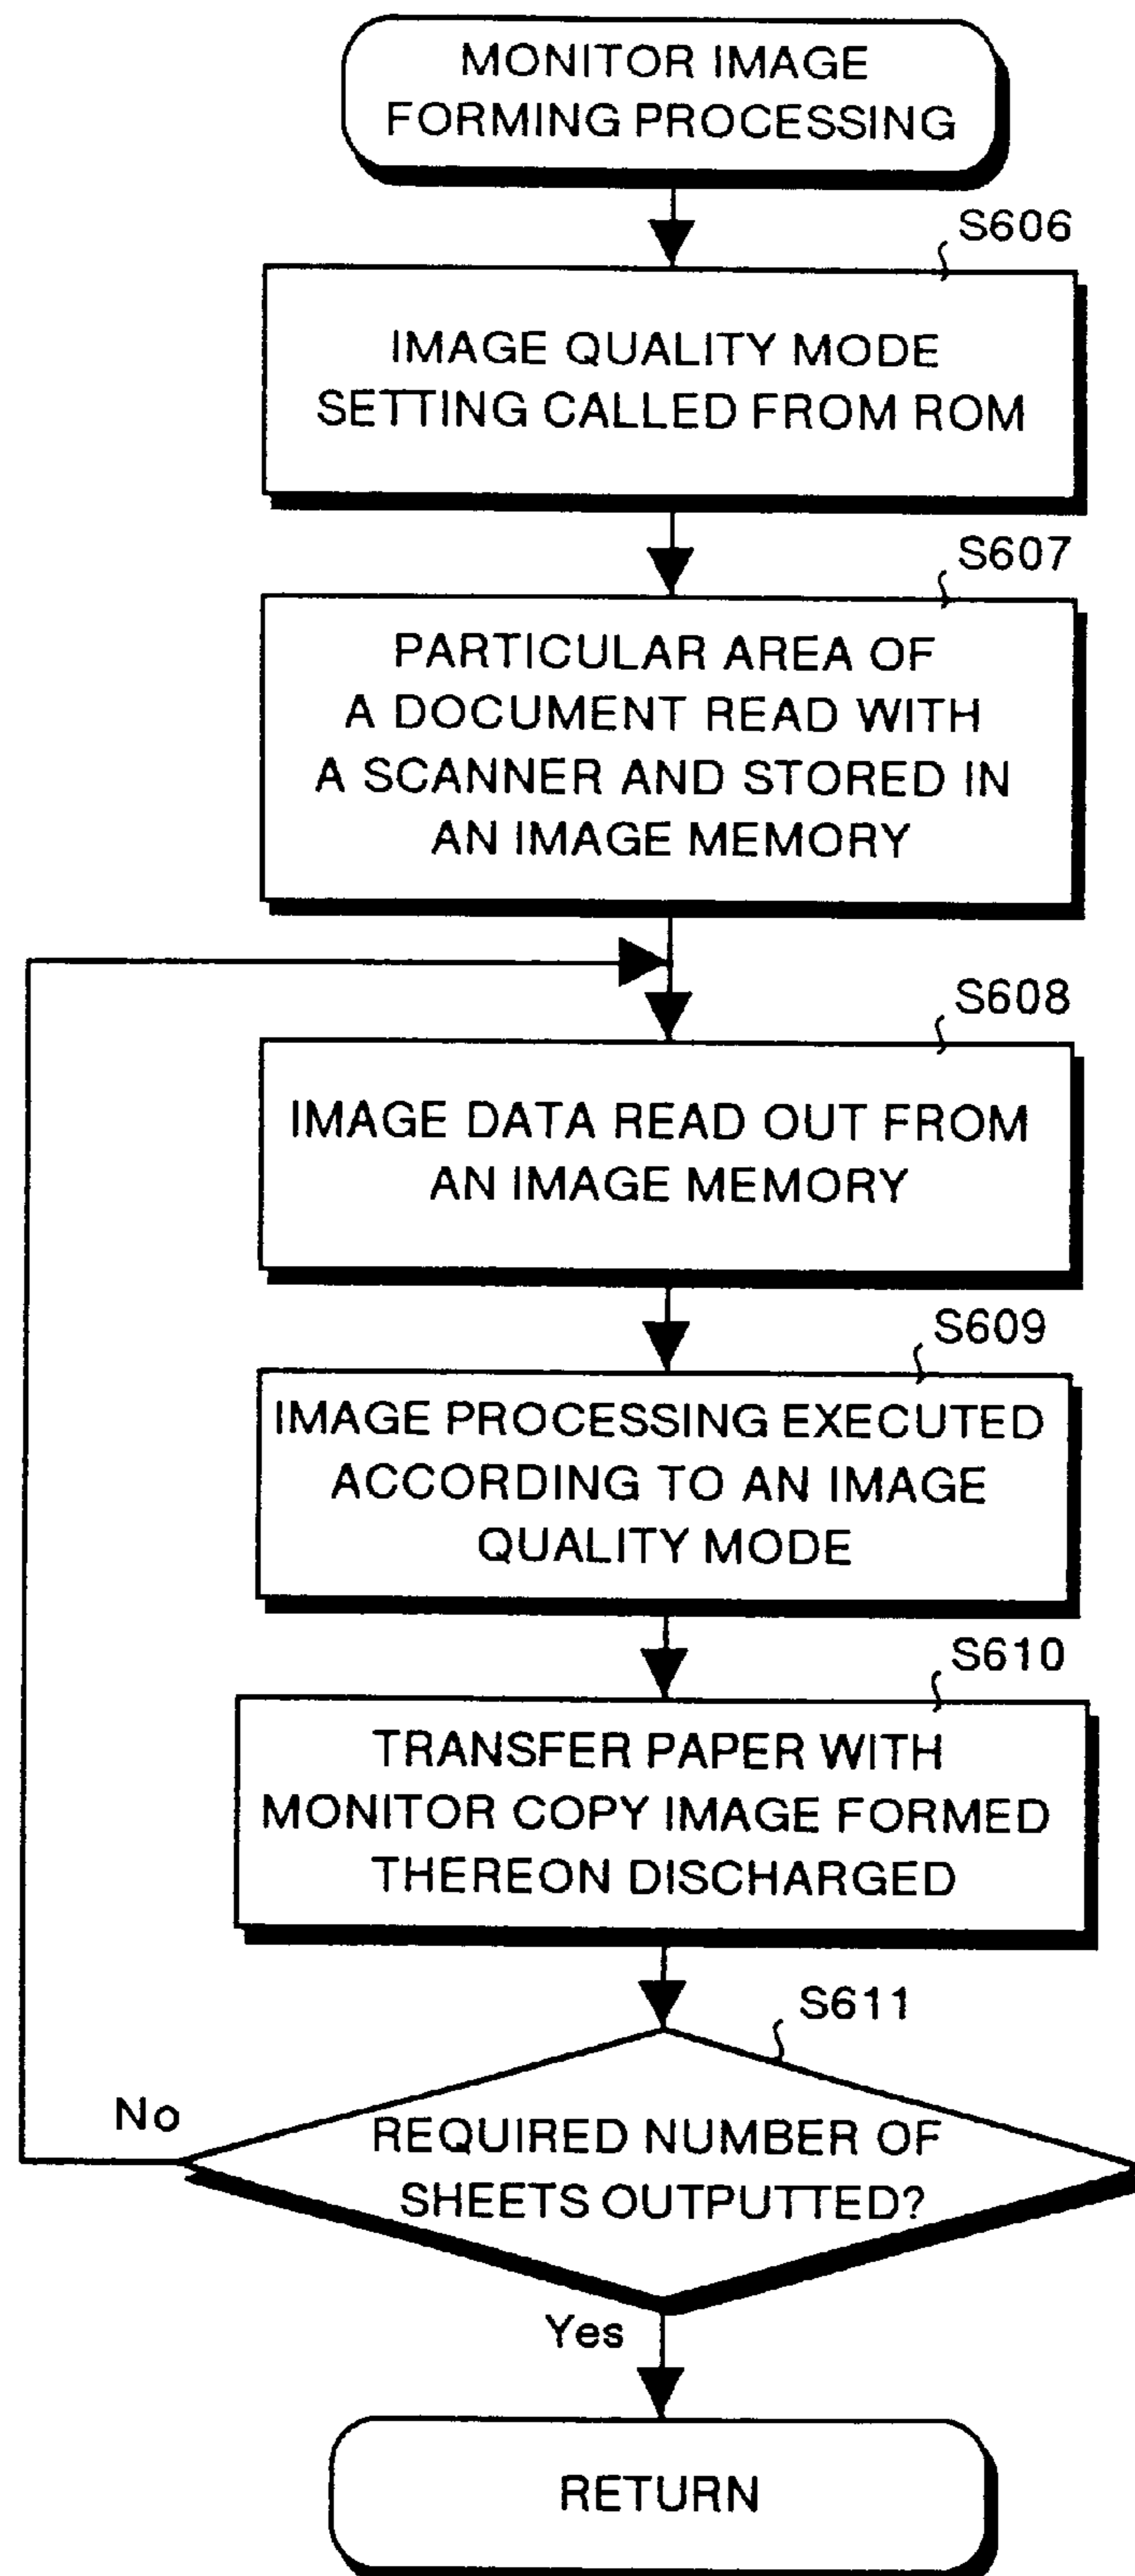 MONITOR IMAGE
FORMING PROCESSING
S606
IMAGE QUALITY MODE
SETTING CALLED FROM ROM
S607
PARTICULAR AREA OF
A DOCUMENT READ WITH
A SCANNER AND STORED IN
AN IMAGE MEMORY
S608
IMAGE DATA READ OUT FROM
AN IMAGE MEMORY
S609
IMAGE PROCESSING EXECUTED
ACCORDING TO AN IMAGE
QUALITY MODE
S610
TRANSFER PAPER WITH
MONITOR COPY IMAGE FORMED
THEREON DISCHARGED
S611
No
REQUIRED NUMBER OF
SHEETS OUTPUTTED?
Yes
RETURN